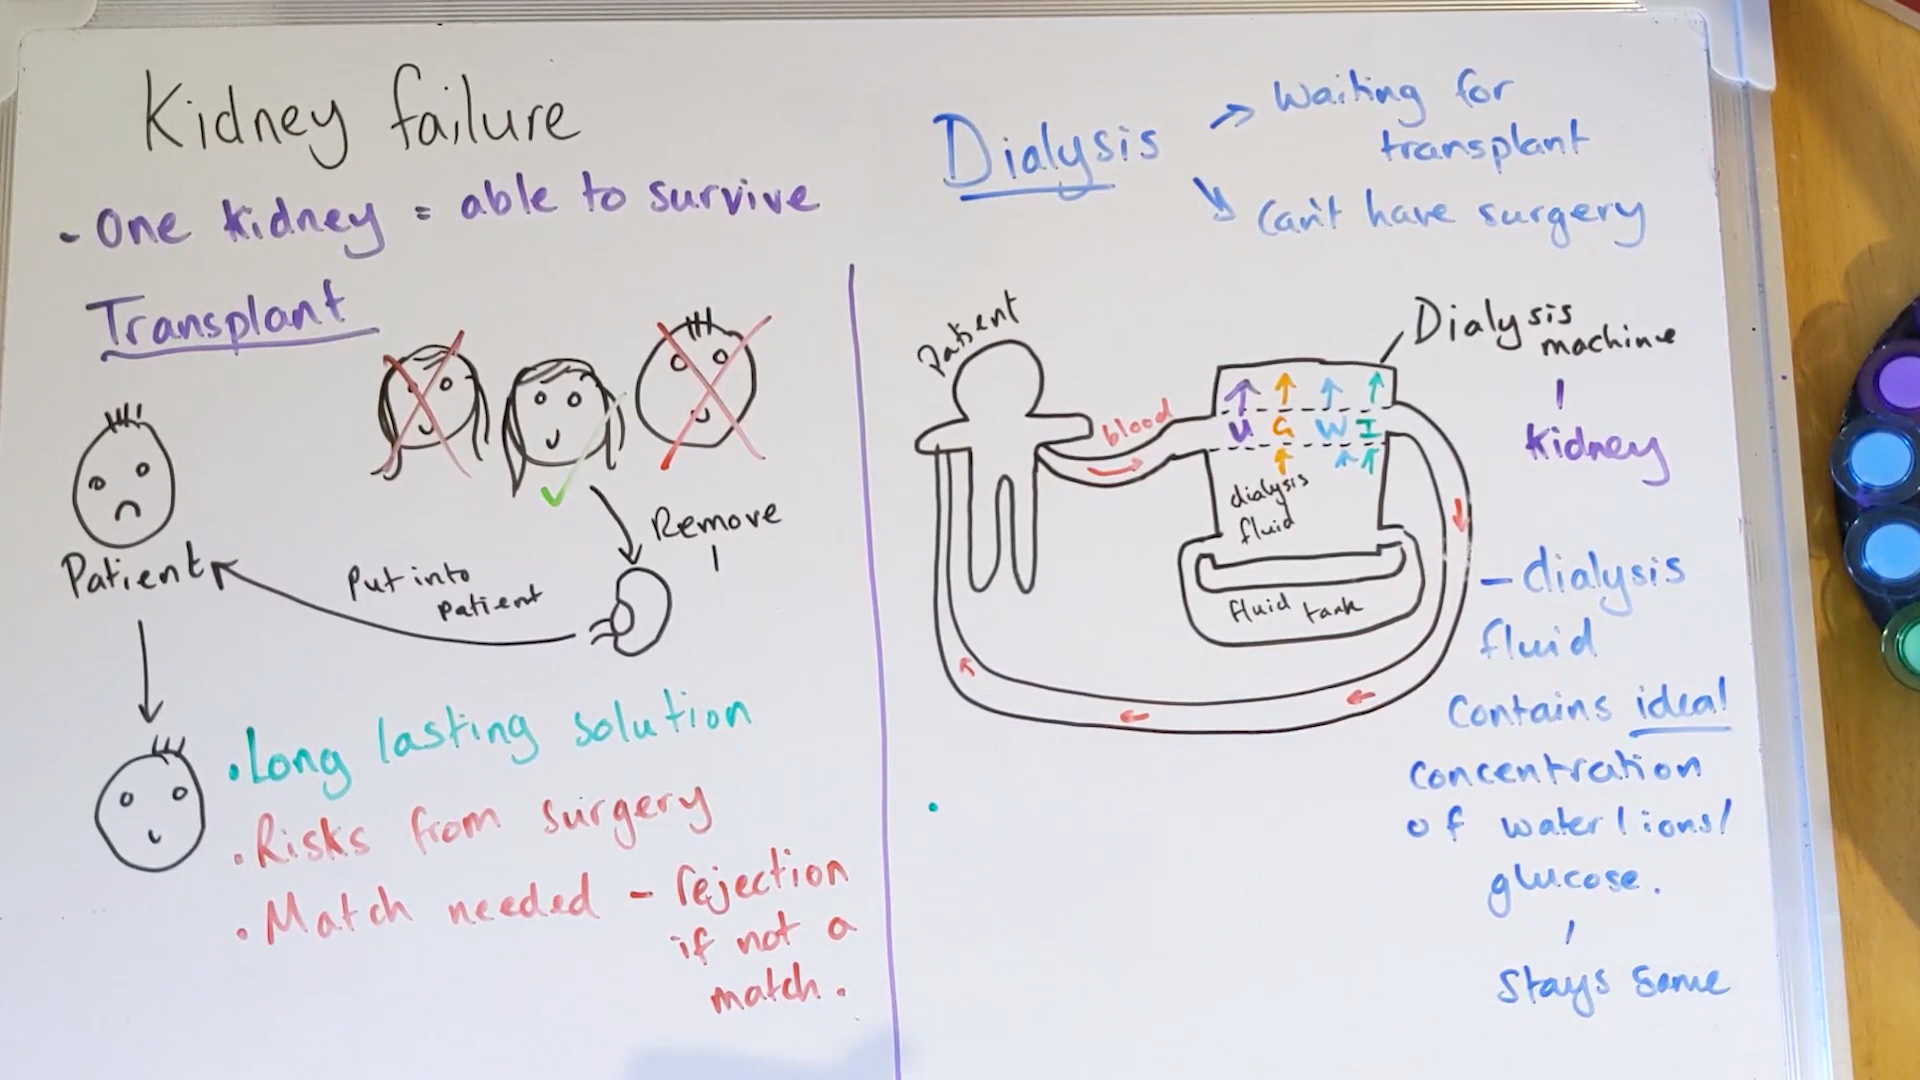 Kidney failure
- One kidney = able to survive
Transplant
Remove
Put into
patient
Patient
• Long lasting solution
• Risks from surgery
• Match needed - rejection
if not a
match.
Dialysis
Waiting for
transplant
Can't have surgery
Patient
blood
Dialysis
machine
Kidney
U G W I
dialysis
fluid
fluid tank
- dialysis
fluid
Contains ideal
concentration
of water/ions/
glucose.
Stays same